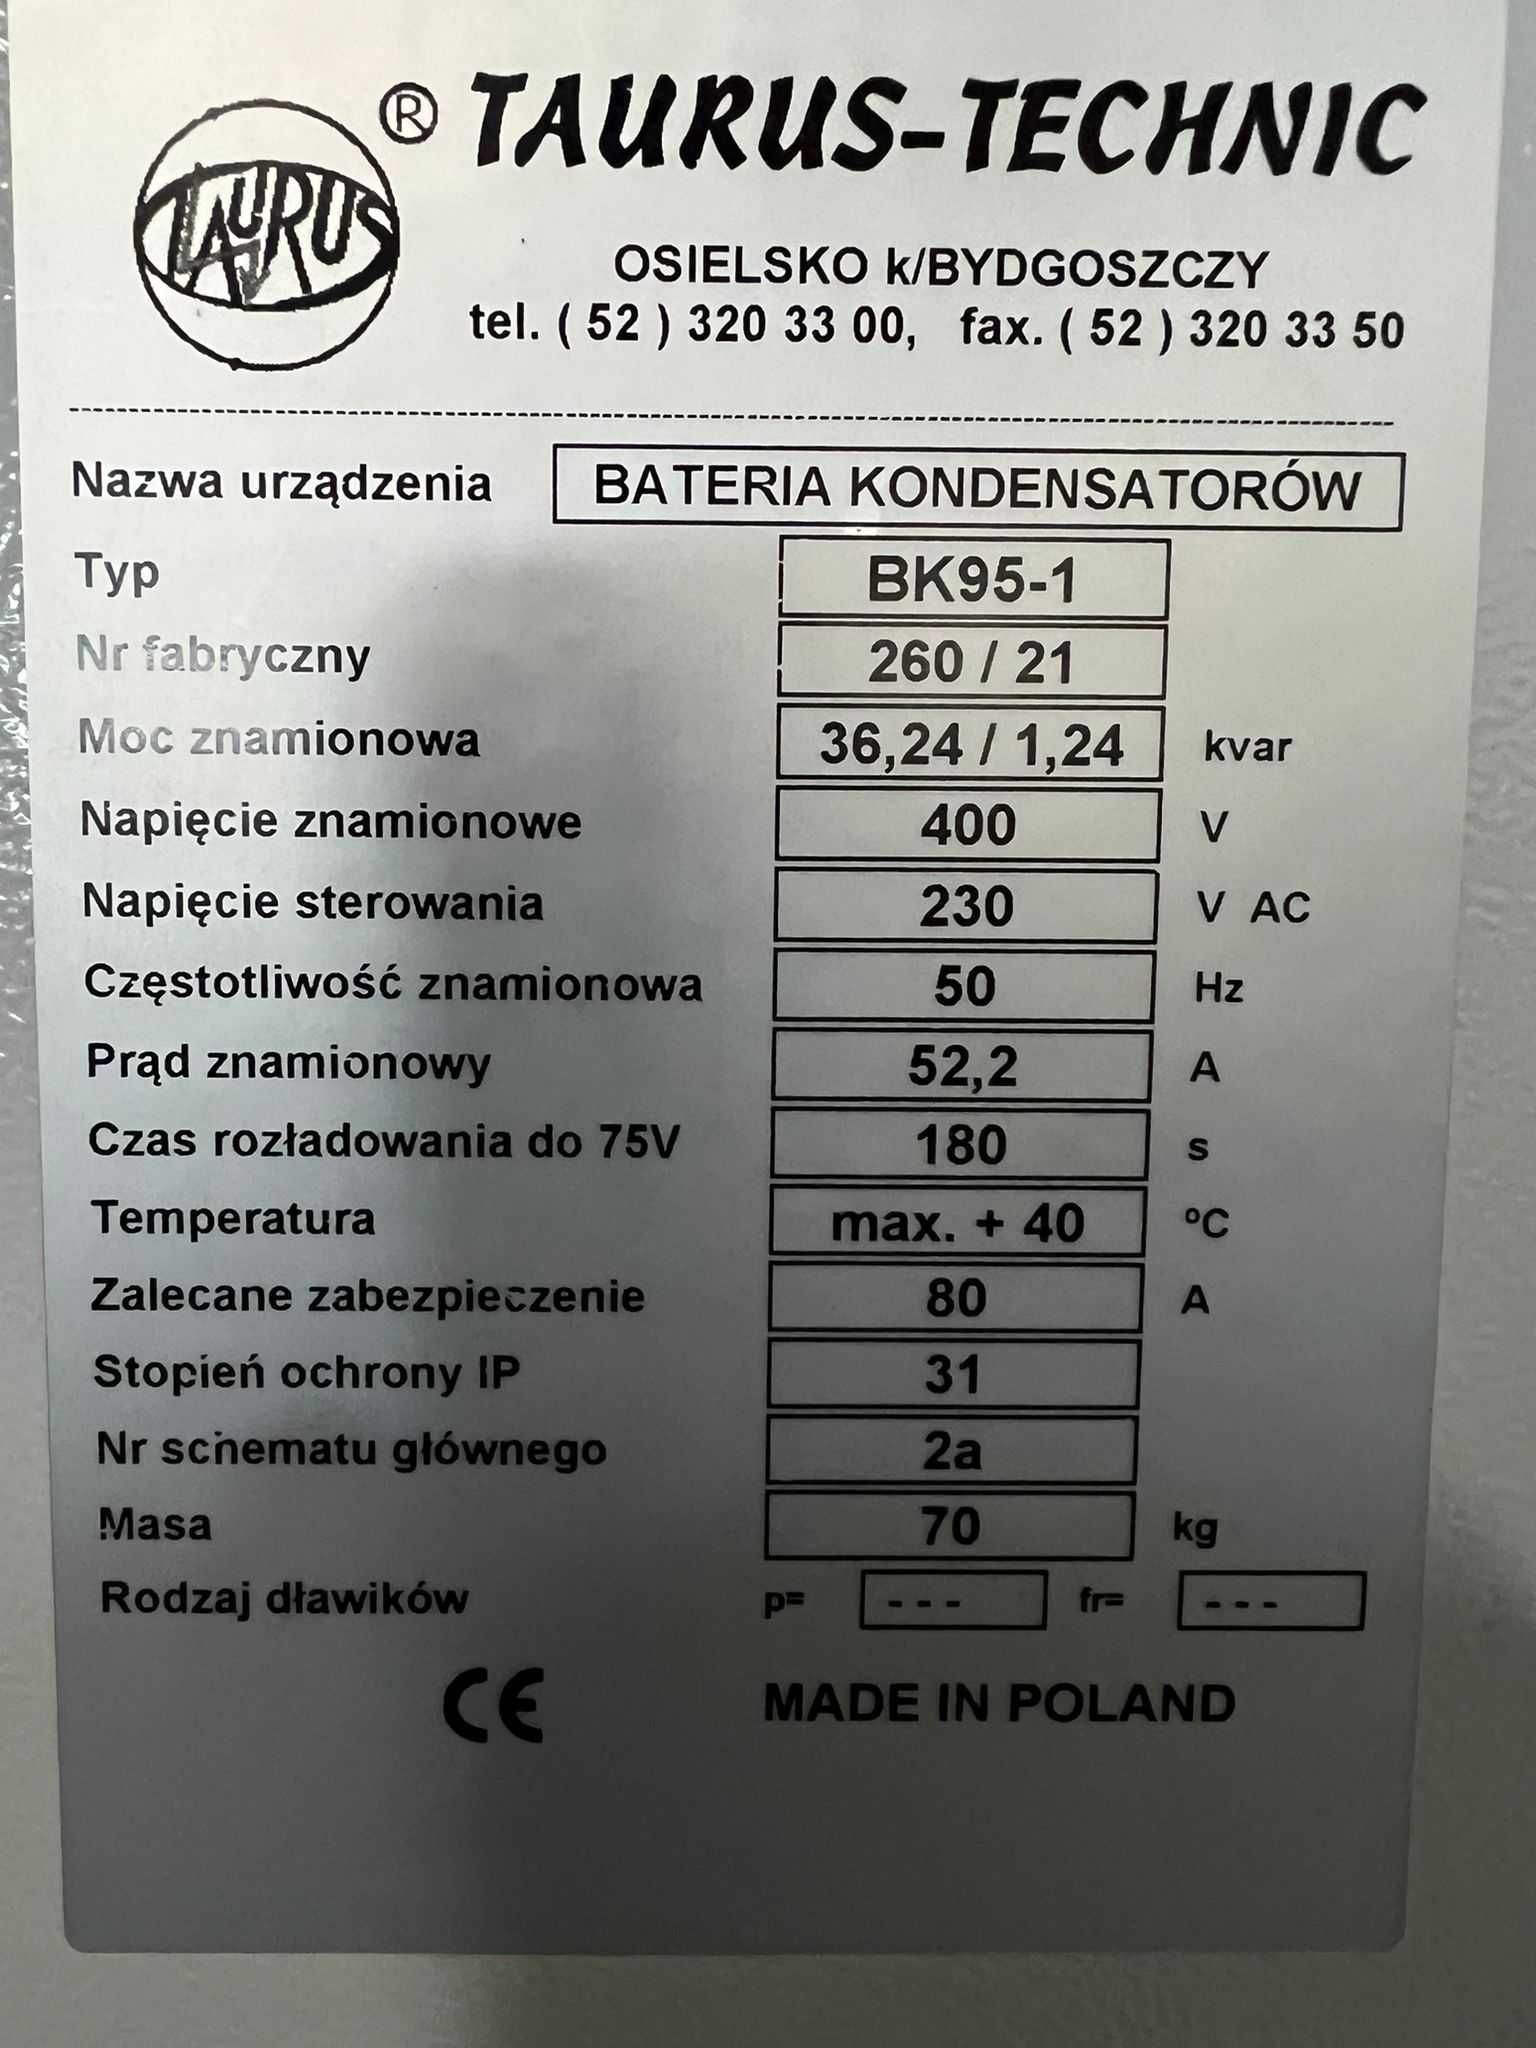 TAURUS ® TAURUS-TECHNIC
OSIELSKO k/BYDGOSZCZY
tel. ( 52 ) 320 33 00, fax. ( 52 ) 320 33 50
Nazwa urządzenia BATERIA KONDENSATORÓW
Typ BK95-1
Nr fabryczny 260 / 21
Moc znamionowa 36,24 / 1,24 kvar
Napięcie znamionowe 400 V
Napięcie sterowania 230 V AC
Częstotliwość znamionowa 50 Hz
Prąd znamionowy 52,2 A
Czas rozładowania do 75V 180 s
Temperatura max. + 40 ºC
Zalecane zabezpieczenie 80 A
Stopień ochrony IP 31
Nr schematu głównego 2a
Masa 70 kg
Rodzaj dławików p= - - - fr= - - -
CE MADE IN POLAND